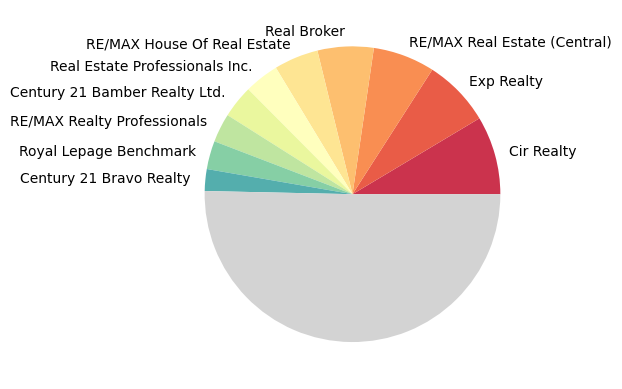 Real Broker
RE/MAX House Of Real Estate
RE/MAX Real Estate (Central)
Real Estate Professionals Inc.
Exp Realty
Century 21 Bamber Realty Ltd.
RE/MAX Realty Professionals
Royal Lepage Benchmark
Cir Realty
Century 21 Bravo Realty